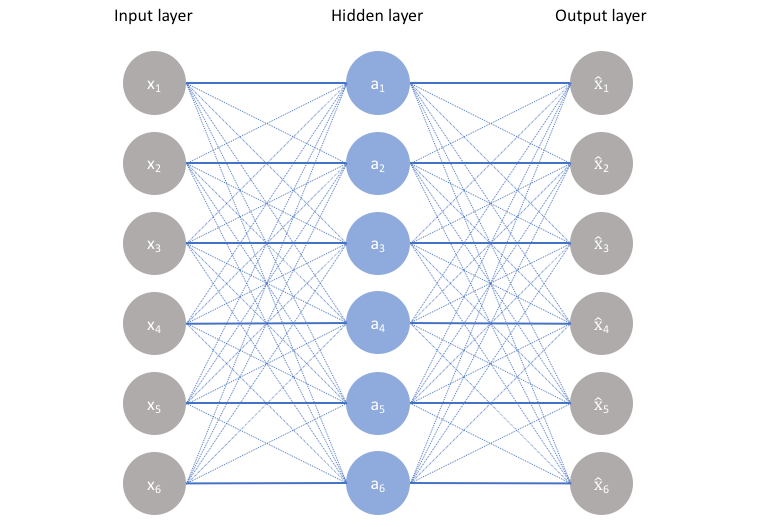 Input layer Hidden layer Output layer
x₁ a₁ x̂₁
x₂ a₂ x̂₂
x₃ a₃ x̂₃
x₄ a₄ x̂₄
x₅ a₅ x̂₅
x₆ a₆ x̂₆